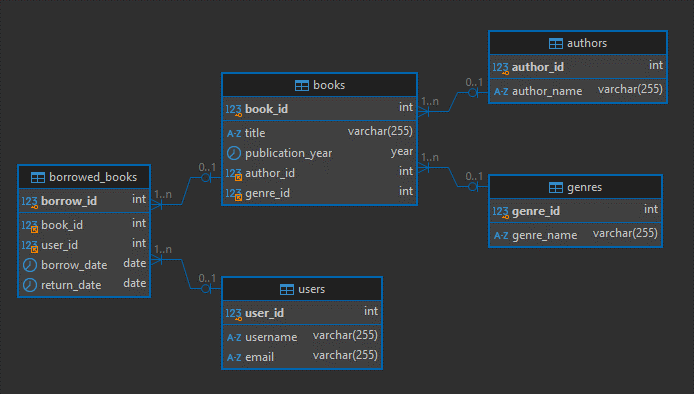 authors
123 author_id int
A-Z author_name varchar(255)
0..1
books
123 book_id int
1..n
A-Z title varchar(255)
publication_year year
123 author_id int
123 genre_id int
1..n
0..1
genres
123 genre_id int
A-Z genre_name varchar(255)
0..1
borrowed_books
123 borrow_id int
1..n
123 book_id int
123 user_id int
borrow_date date
return_date date
1..n
0..1
users
123 user_id int
A-Z username varchar(255)
A-Z email varchar(255)